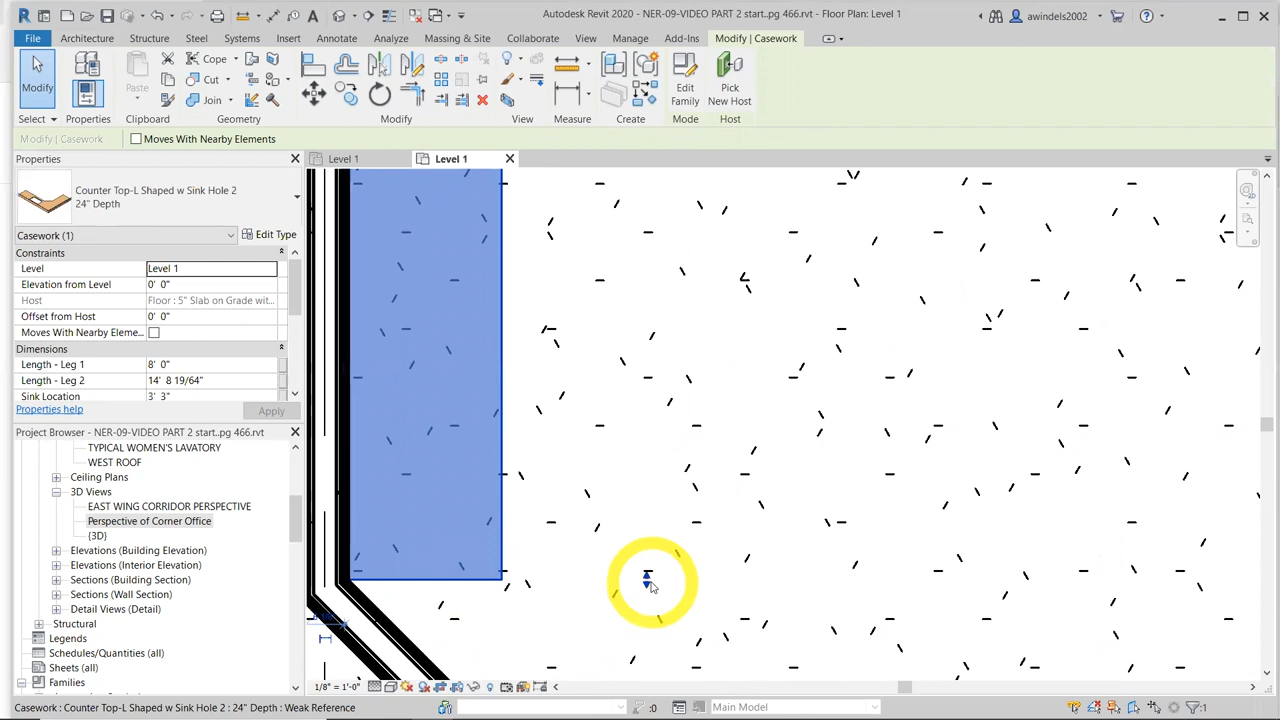 Autodesk Revit 2020 - NER-09-VIDEO PART 2 start..pg 466.rvt - Floor Plan: Level 1
awindels2002
File Architecture Structure Steel Systems Insert Annotate Analyze Massing & Site Collaborate View Manage Add-Ins Modify | Casework
Modify
Paste
Cope
Cut
Join
Edit
Family
Pick
New Host
Select Properties Clipboard Geometry Modify View Measure Create Mode Host
Modify | Casework Moves With Nearby Elements
Properties
Level 1 Level 1
Counter Top-L Shaped w Sink Hole 2
24" Depth
Casework (1) Edit Type
Constraints
Level Level 1
Elevation from Level 0' 0"
Host Floor : 5" Slab on Grade wit...
Offset from Host 0' 0"
Moves With Nearby Eleme...
Dimensions
Length - Leg 1 8' 0"
Length - Leg 2 14' 8 19/64"
Sink Location 3' 3"
Properties help Apply
Project Browser - NER-09-VIDEO PART 2 start..pg 466.rvt
TYPICAL WOMEN'S LAVATORY
WEST ROOF
Ceiling Plans
3D Views
EAST WING CORRIDOR PERSPECTIVE
Perspective of Corner Office
{3D}
Elevations (Building Elevation)
Elevations (Interior Elevation)
Sections (Building Section)
Sections (Wall Section)
Detail Views (Detail)
Structural
Legends
Schedules/Quantities (all)
Sheets (all)
Families
1/8" = 1'-0"
Casework : Counter Top-L Shaped w Sink Hole 2 : 24" Depth : Weak Reference
:0
Main Model
:1